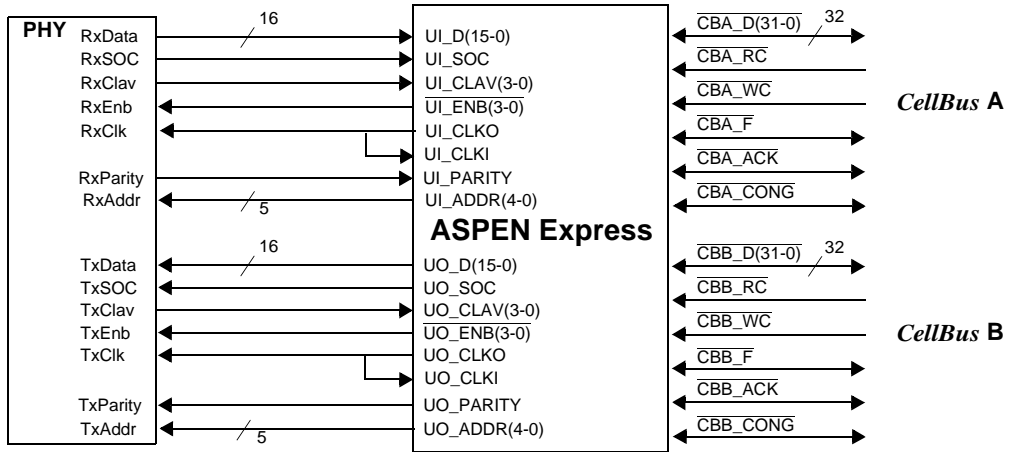 PHY
RxData 16 UI_D(15-0)
RxSOC UI_SOC
RxClav UI_CLAV(3-0)
RxEnb UI_ENB(3-0)
RxClk UI_CLKO
UI_CLKI
RxParity UI_PARITY
RxAddr 5 UI_ADDR(4-0)
ASPEN Express
TxData 16 UO_D(15-0)
TxSOC UO_SOC
TxClav UO_CLAV(3-0)
TxEnb UO_ENB(3-0)
TxClk UO_CLKO
UO_CLKI
TxParity UO_PARITY
TxAddr 5 UO_ADDR(4-0)
CBA_D(31-0) 32
CBA_RC
CBA_WC
CellBus A
CBA_F
CBA_ACK
CBA_CONG
CBB_D(31-0) 32
CBB_RC
CBB_WC
CellBus B
CBB_F
CBB_ACK
CBB_CONG